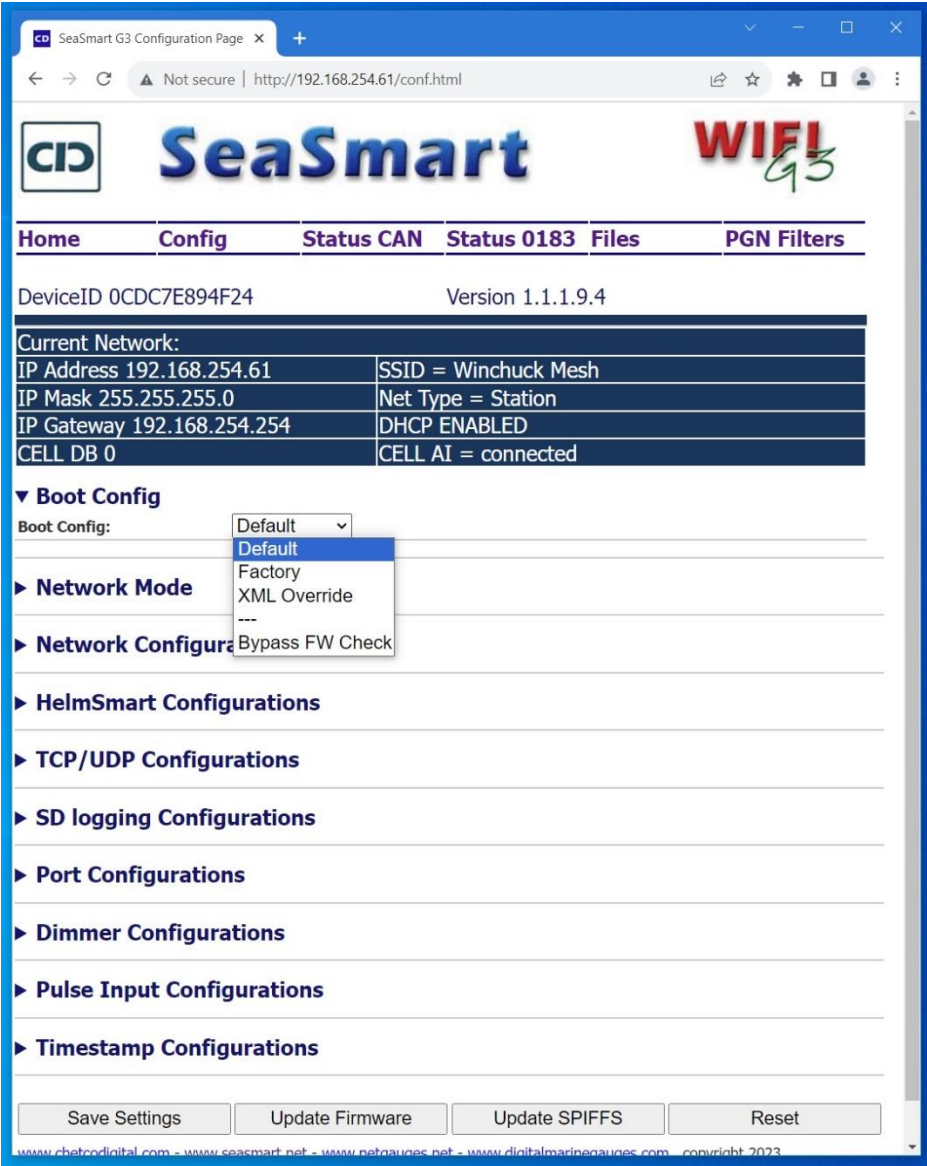 CD SeaSmart G3 Configuration Page
Not secure | http://192.168.254.61/conf.html
CD SeaSmart WIFI G3
Home Config Status CAN Status 0183 Files PGN Filters
DeviceID 0CDC7E894F24 Version 1.1.1.9.4
Current Network:
IP Address 192.168.254.61 SSID = Winchuck Mesh
IP Mask 255.255.255.0 Net Type = Station
IP Gateway 192.168.254.254 DHCP ENABLED
CELL DB 0 CELL AI = connected
Boot Config
Boot Config: Default
Default
Factory
XML Override
---
Bypass FW Check
Network Mode
Network Configura
HelmSmart Configurations
TCP/UDP Configurations
SD logging Configurations
Port Configurations
Dimmer Configurations
Pulse Input Configurations
Timestamp Configurations
Save Settings Update Firmware Update SPIFFS Reset
www.chetcodigital.com - www.seasmart.net - www.netgauges.net - www.digitalmarinegauges.com copyright 2023